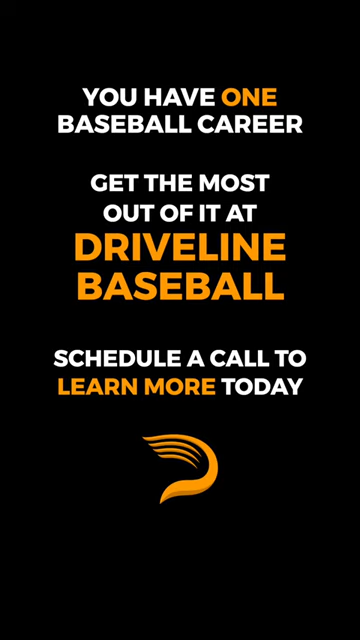 YOU HAVE ONE
BASEBALL CAREER
GET THE MOST
OUT OF IT AT
DRIVELINE
BASEBALL
SCHEDULE A CALL TO
LEARN MORE TODAY